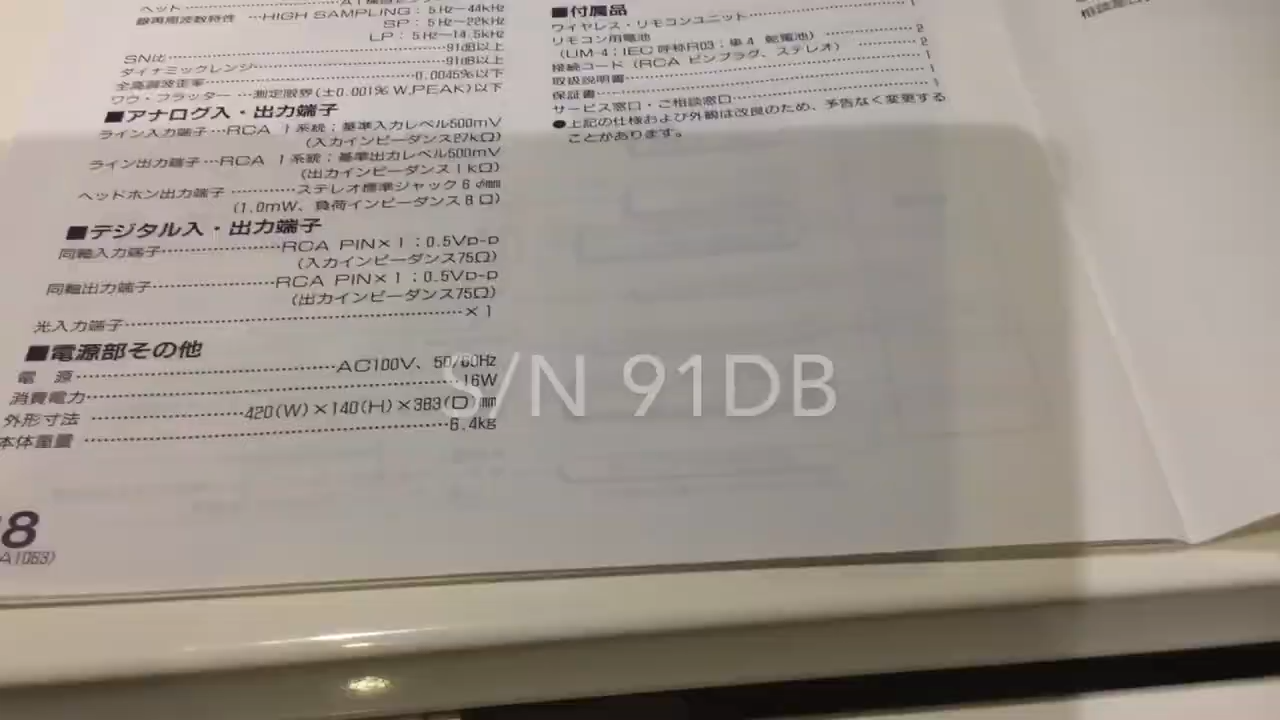 ヘッド
録再周波数特性 …HIGH SAMPLING : 5Hz〜44kHz
SP : 5Hz〜22kHz
LP : 5Hz〜14.5kHz
SN比……91dB以上
ダイナミックレンジ……91dB以上
全高調波歪率……0.0045%以下
ワウ・フラッター …測定限界(±0.001% W,PEAK)以下
■アナログ入・出力端子
ライン入力端子…RCA 1系統：基準入力レベル500mV
(入力インピーダンス27kΩ)
ライン出力端子…RCA 1系統：基準出力レベル500mV
(出力インピーダンス1kΩ)
ヘッドホン出力端子……ステレオ標準ジャック6φmm
(1.0mW、負荷インピーダンス8Ω)
■デジタル入・出力端子
同軸入力端子……RCA PIN×1：0.5Vp-p
(入力インピーダンス75Ω)
同軸出力端子……RCA PIN×1：0.5Vp-p
(出力インピーダンス75Ω)
光入力端子……×1
■電源部その他
電 源……AC100V、50/60Hz
消費電力……16W
外形寸法……420(W)×140(H)×383(D)mm
本体重量……6.4kg
8
A1063)
■付属品
ワイヤレス・リモコンユニット……1
リモコン用電池
(UM-4；IEC呼称R03；単4 乾電池)……2
接続コード(RCA ピンプラグ、ステレオ)……2
取扱説明書……1
保証書……1
サービス窓口・ご相談窓口……1
●上記の仕様および外観は改良のため、予告なく変更する
ことがあります。
S/N 91DB